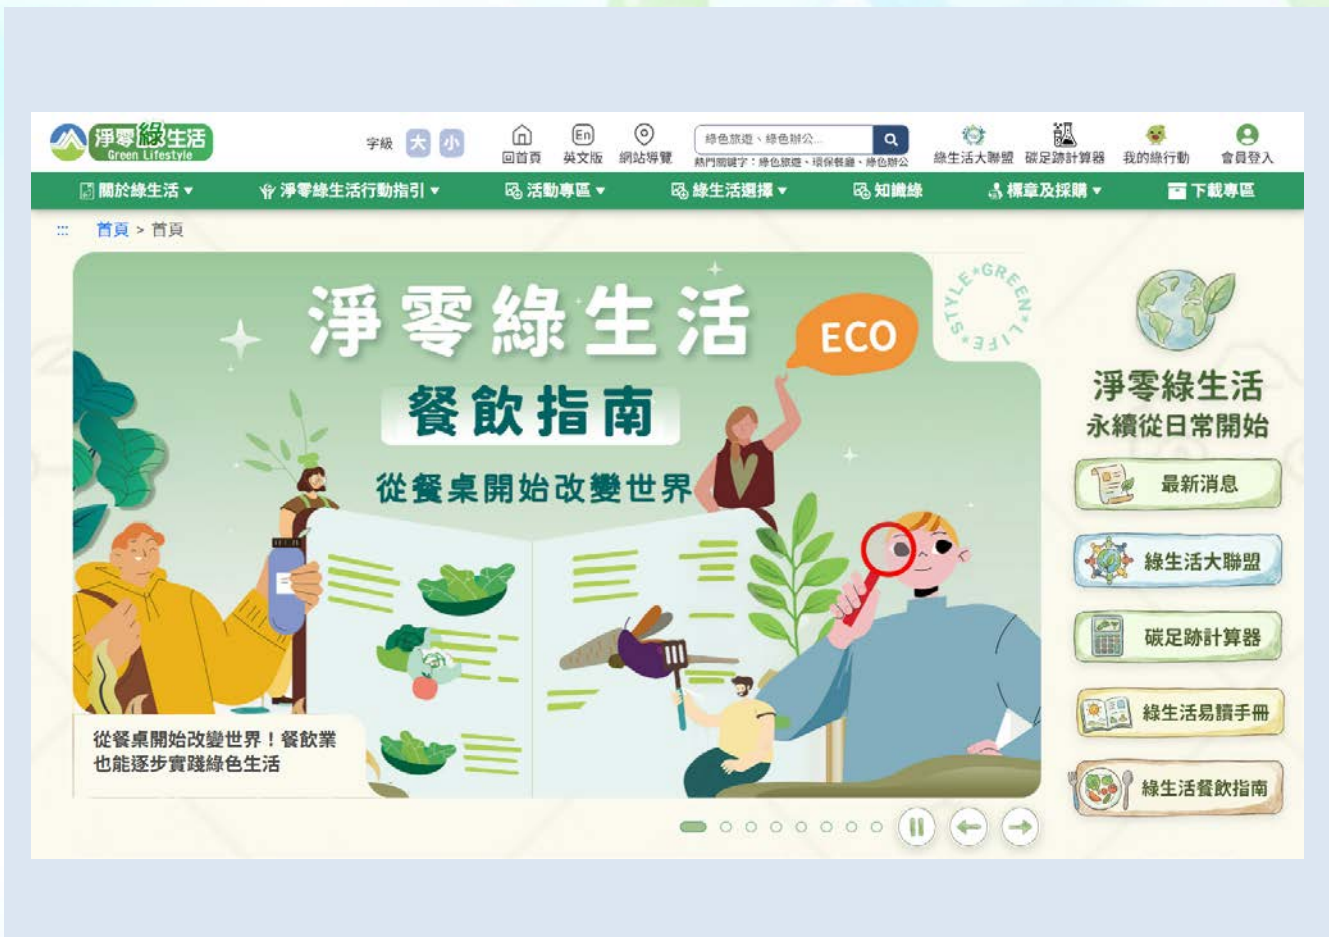 淨零綠生活
Green Lifestyle
字級 大 小
回首頁
En
英文版
網站導覽
綠色旅遊、綠色辦公...
熱門關鍵字：綠色旅遊、環保餐廳、綠色辦公
綠生活大聯盟
碳足跡計算器
我的綠行動
會員登入
關於綠生活 ▼
淨零綠生活行動指引 ▼
活動專區 ▼
綠生活選擇 ▼
知識綠
標章及採購 ▼
下載專區
::: 首頁 > 首頁
淨零綠生活
ECO
餐飲指南
從餐桌開始改變世界
STYLE*GREEN*LIFE*
從餐桌開始改變世界！餐飲業
也能逐步實踐綠色生活
淨零綠生活
永續從日常開始
最新消息
綠生活大聯盟
碳足跡計算器
綠生活易讀手冊
綠生活餐飲指南